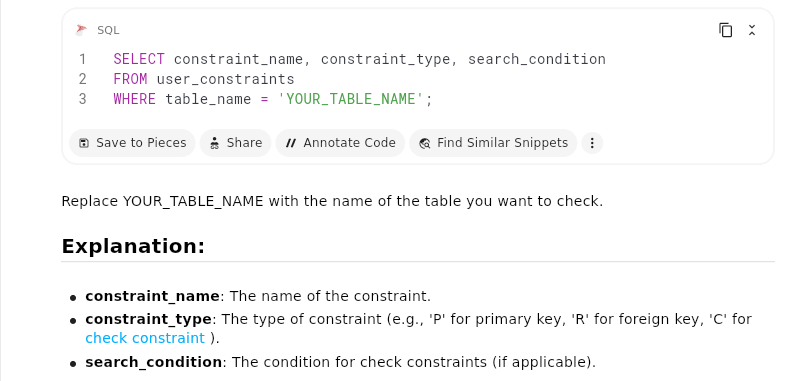 SQL
1 SELECT constraint_name, constraint_type, search_condition
2 FROM user_constraints
3 WHERE table_name = 'YOUR_TABLE_NAME';
Save to Pieces Share Annotate Code Find Similar Snippets
Replace YOUR_TABLE_NAME with the name of the table you want to check.
Explanation:
• constraint_name: The name of the constraint.
• constraint_type: The type of constraint (e.g., 'P' for primary key, 'R' for foreign key, 'C' for
check constraint ).
• search_condition: The condition for check constraints (if applicable).